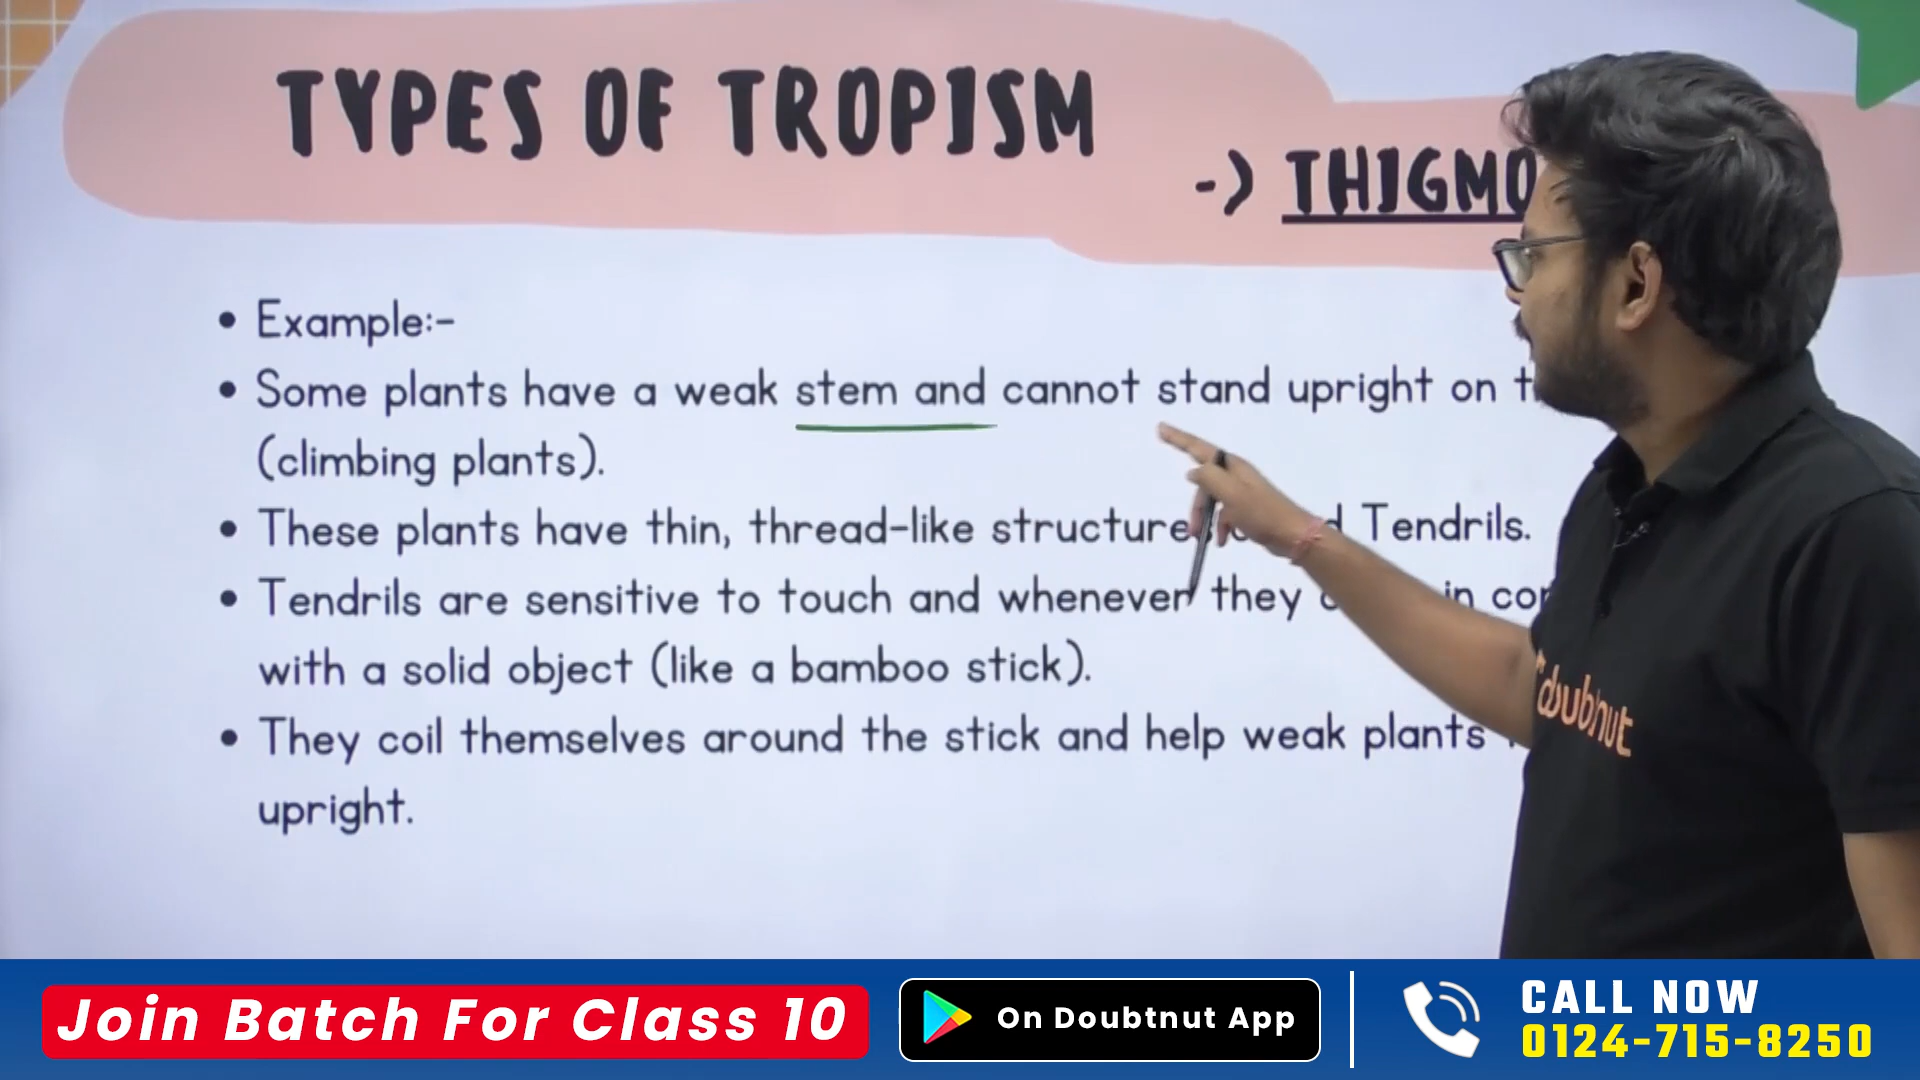 TYPES OF TROPISM
-) THIGMO
• Example:-
• Some plants have a weak stem and cannot stand upright on
(climbing plants).
• These plants have thin, thread-like structure Tendrils.
• Tendrils are sensitive to touch and whenever they in
with a solid object (like a bamboo stick).
• They coil themselves around the stick and help weak plants
upright.
doubtnut
Join Batch For Class 10
On Doubtnut App
CALL NOW
0124-715-8250